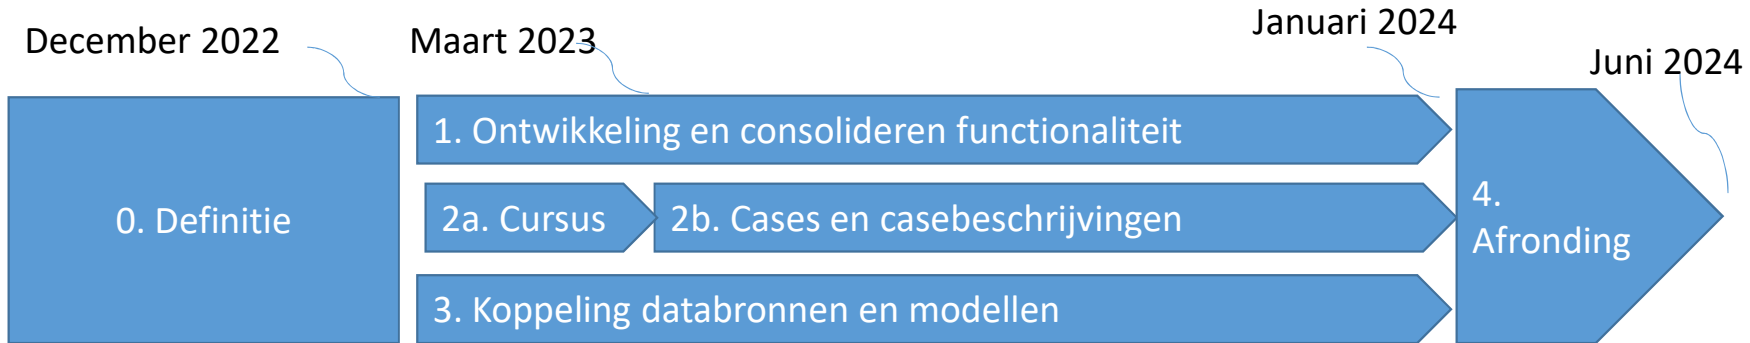 December 2022
Maart 2023
Januari 2024
Juni 2024
0. Definitie
1. Ontwikkeling en consolideren functionaliteit
2a. Cursus
2b. Cases en casebeschrijvingen
3. Koppeling databronnen en modellen
4.
Afronding